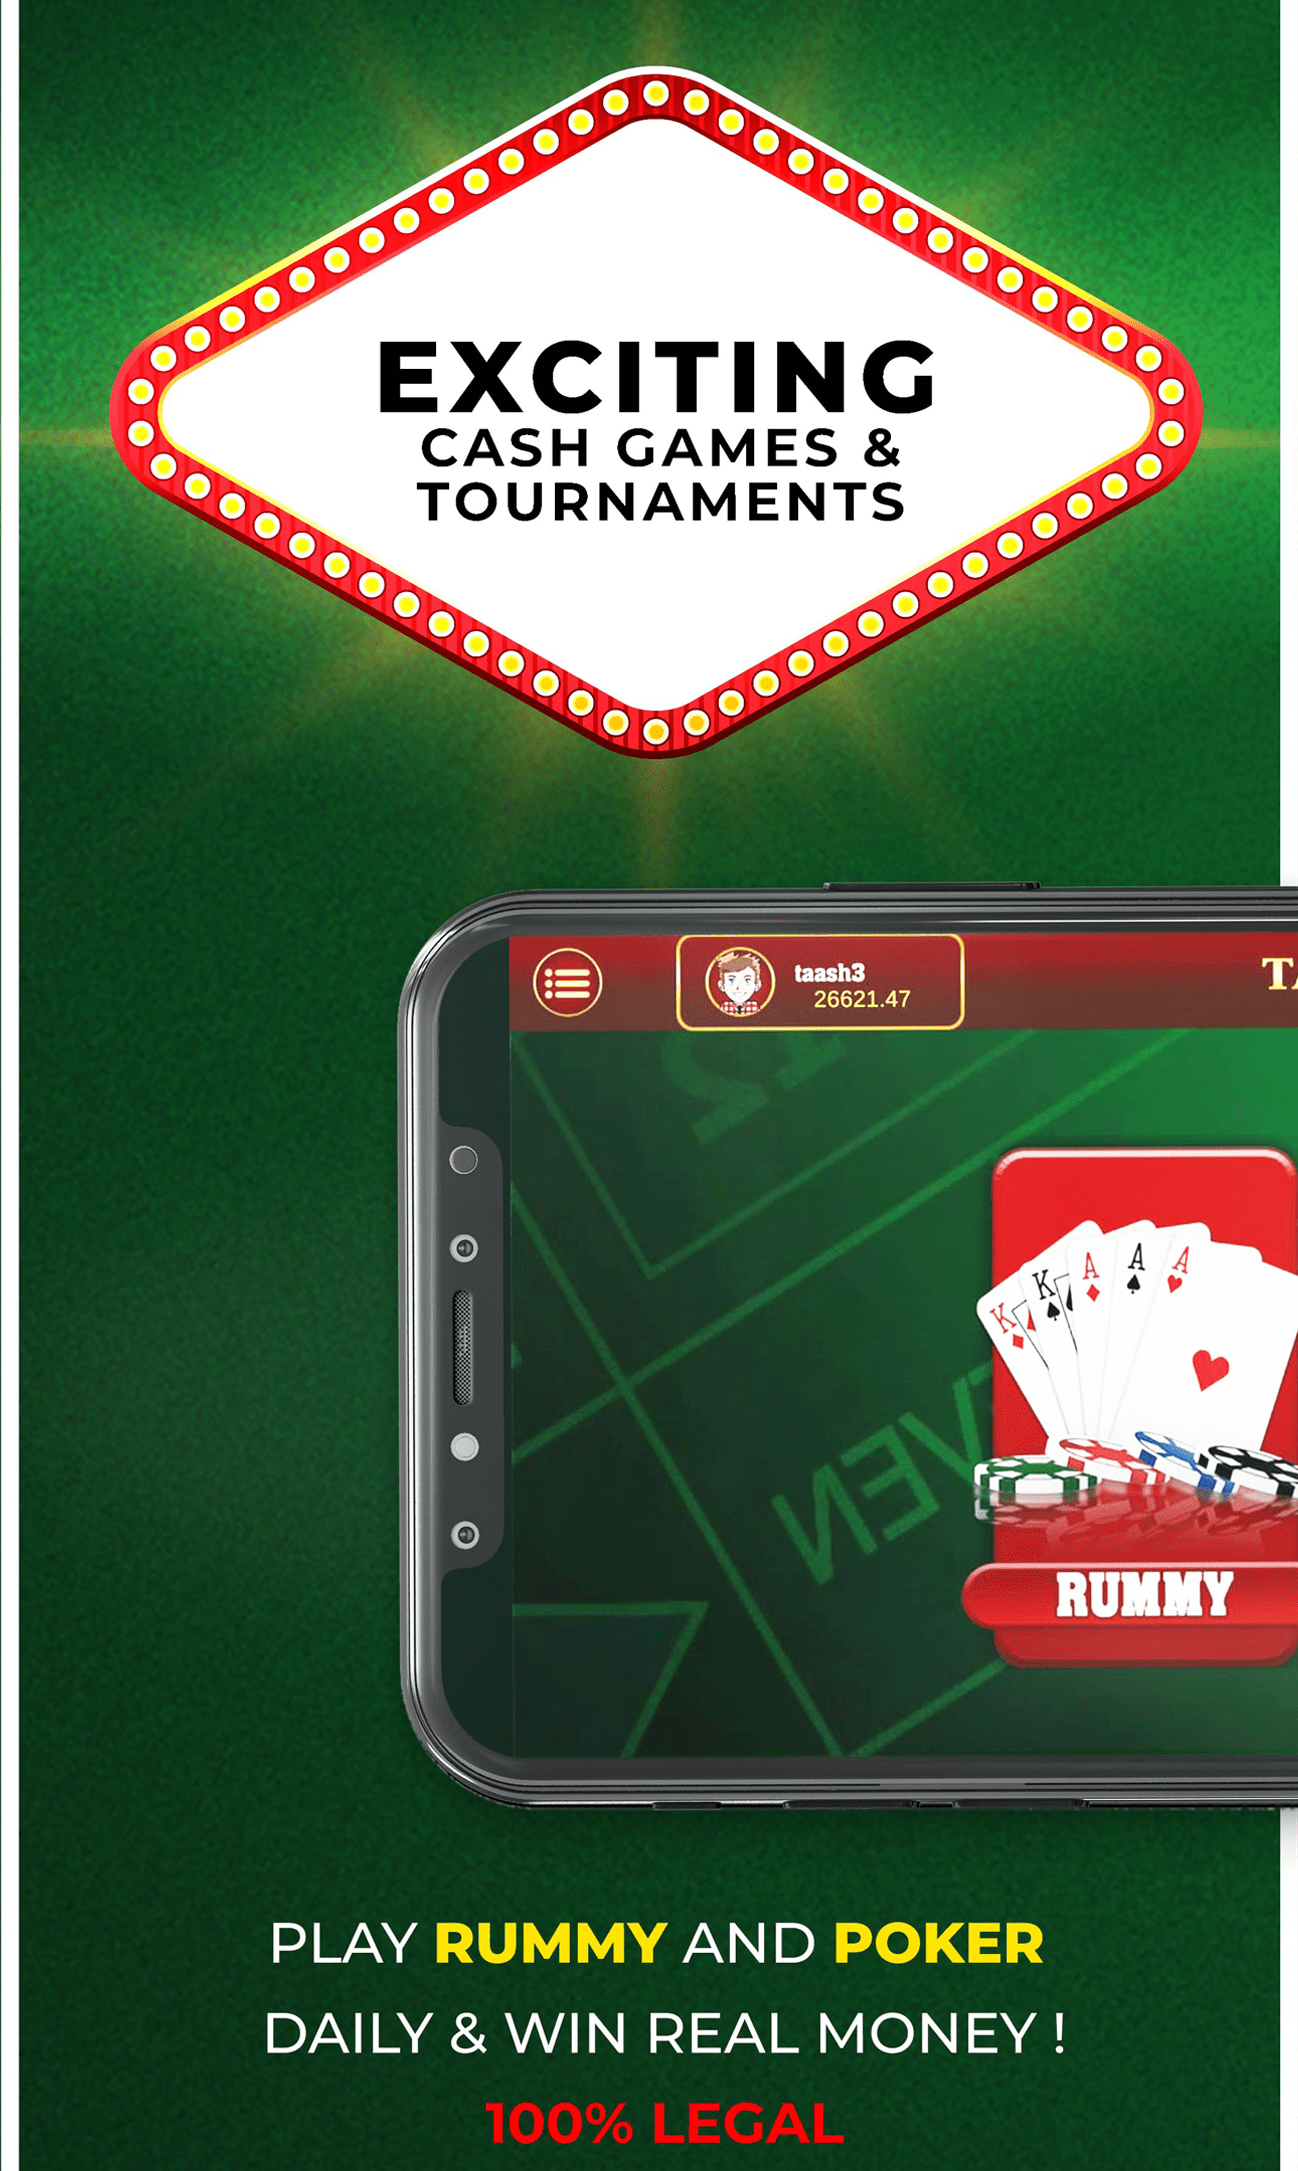 EXCITING
CASH GAMES &
TOURNAMENTS
taash3
26621.47
TA
K
K
A
A
A
EVEN
RUMMY
PLAY RUMMY AND POKER
DAILY & WIN REAL MONEY !
100% LEGAL